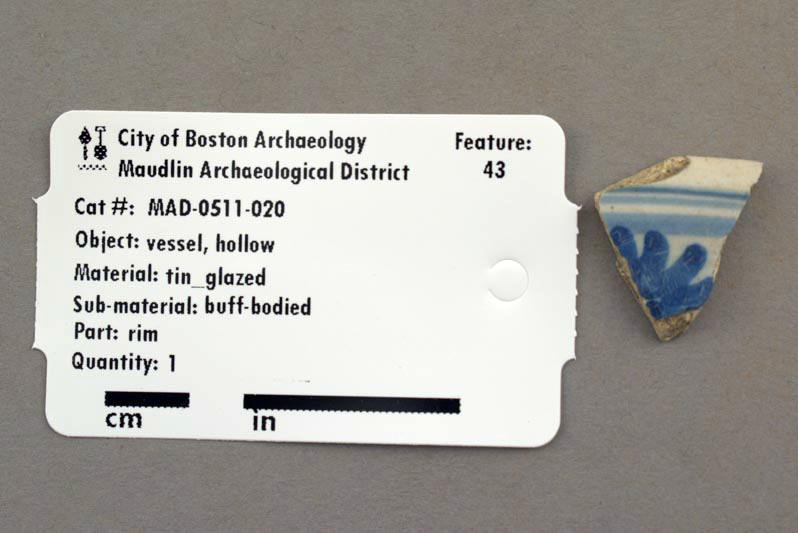 City of Boston Archaeology
Maudlin Archaeological District
Feature:
43
Cat #: MAD-0511-020
Object: vessel, hollow
Material: tin_glazed
Sub-material: buff-bodied
Part: rim
Quantity: 1
cm
in